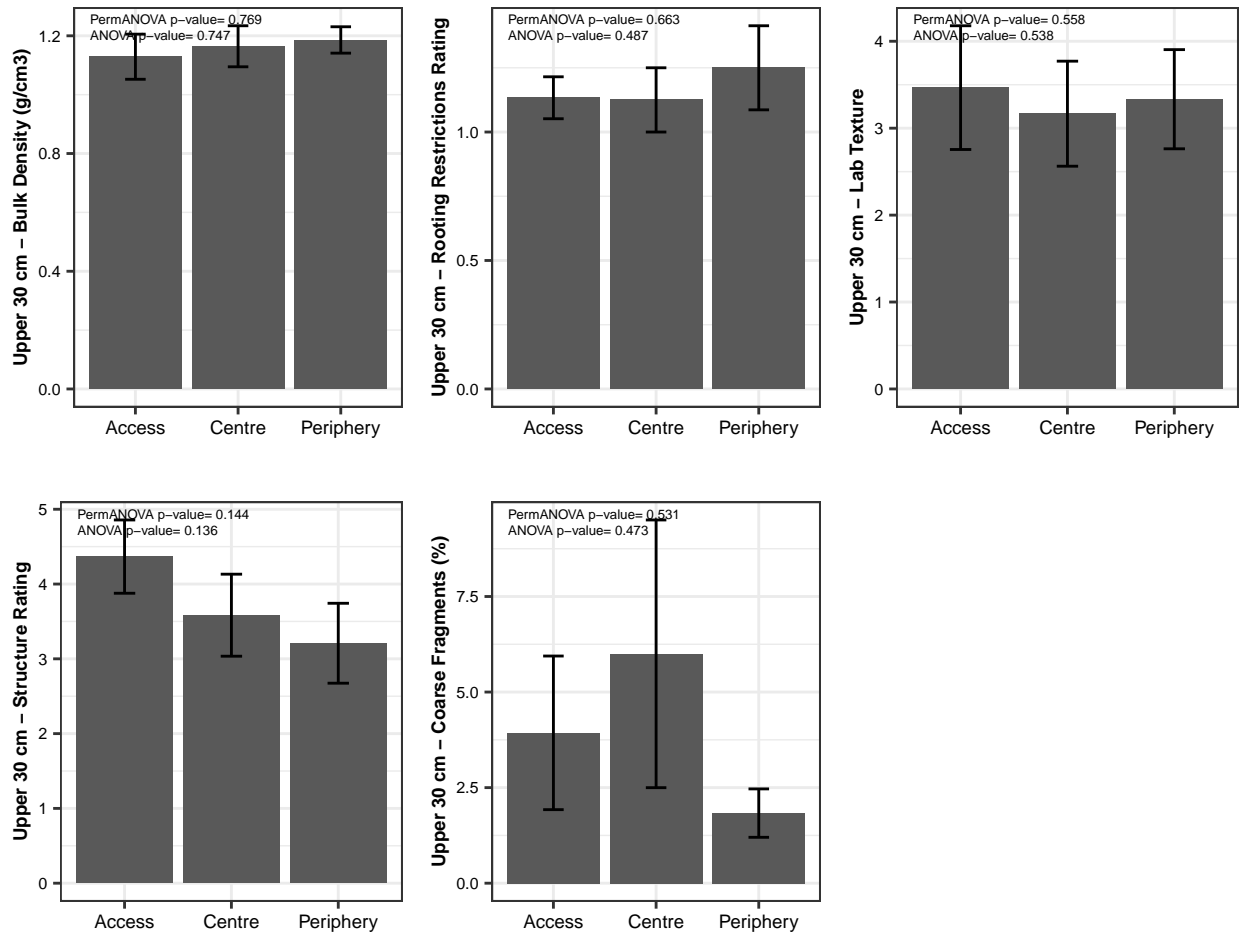 Upper 30 cm − Bulk Density (g/cm3)
PermANOVA p−value= 0.769
ANOVA p−value= 0.747
1.2
0.8
0.4
0.0
Access Centre Periphery
Upper 30 cm − Rooting Restrictions Rating
PermANOVA p−value= 0.663
ANOVA p−value= 0.487
1.0
0.5
0.0
Access Centre Periphery
Upper 30 cm − Lab Texture
PermANOVA p−value= 0.558
ANOVA p−value= 0.538
4
3
2
1
0
Access Centre Periphery
Upper 30 cm − Structure Rating
PermANOVA p−value= 0.144
ANOVA p−value= 0.136
5
4
3
2
1
0
Access Centre Periphery
Upper 30 cm − Coarse Fragments (%)
PermANOVA p−value= 0.531
ANOVA p−value= 0.473
7.5
5.0
2.5
0.0
Access Centre Periphery